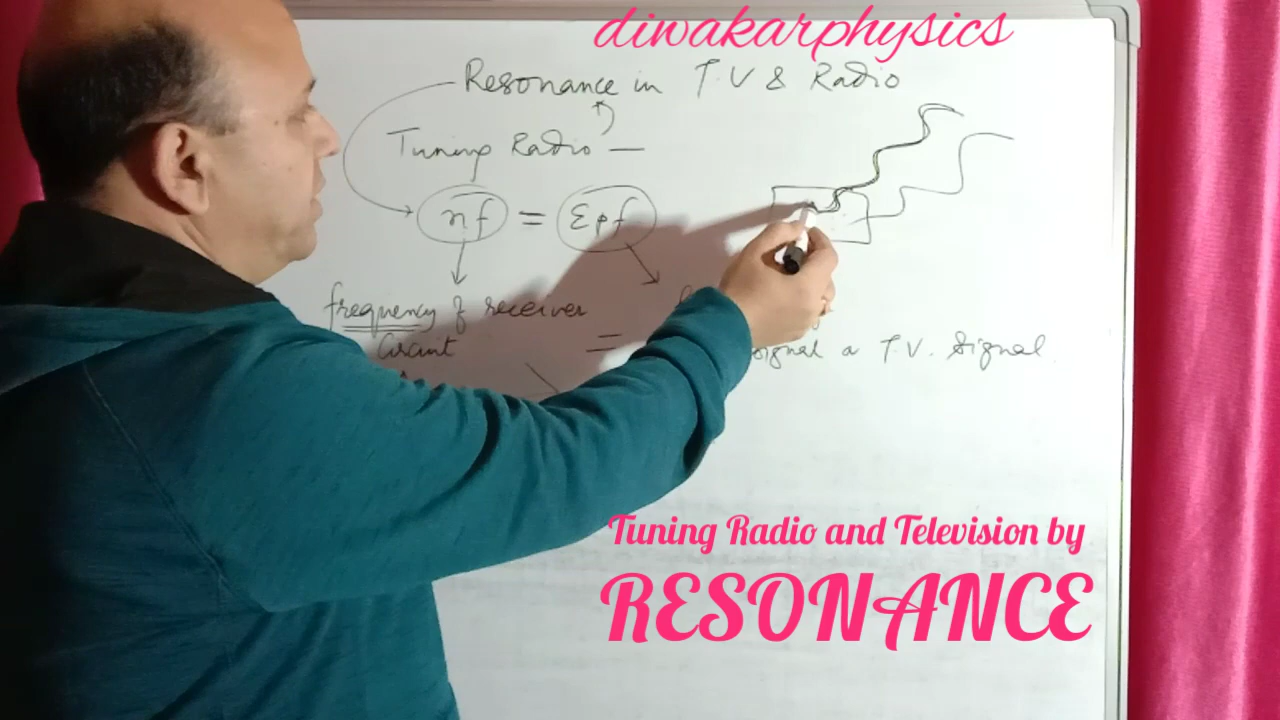 diwakarphysics
Resonance in T.V & Radio
Tuning Radio —
nf = Epf
frequency of receiver
Circuit =
signal a T.V. Signal
Tuning Radio and Television by
RESONANCE